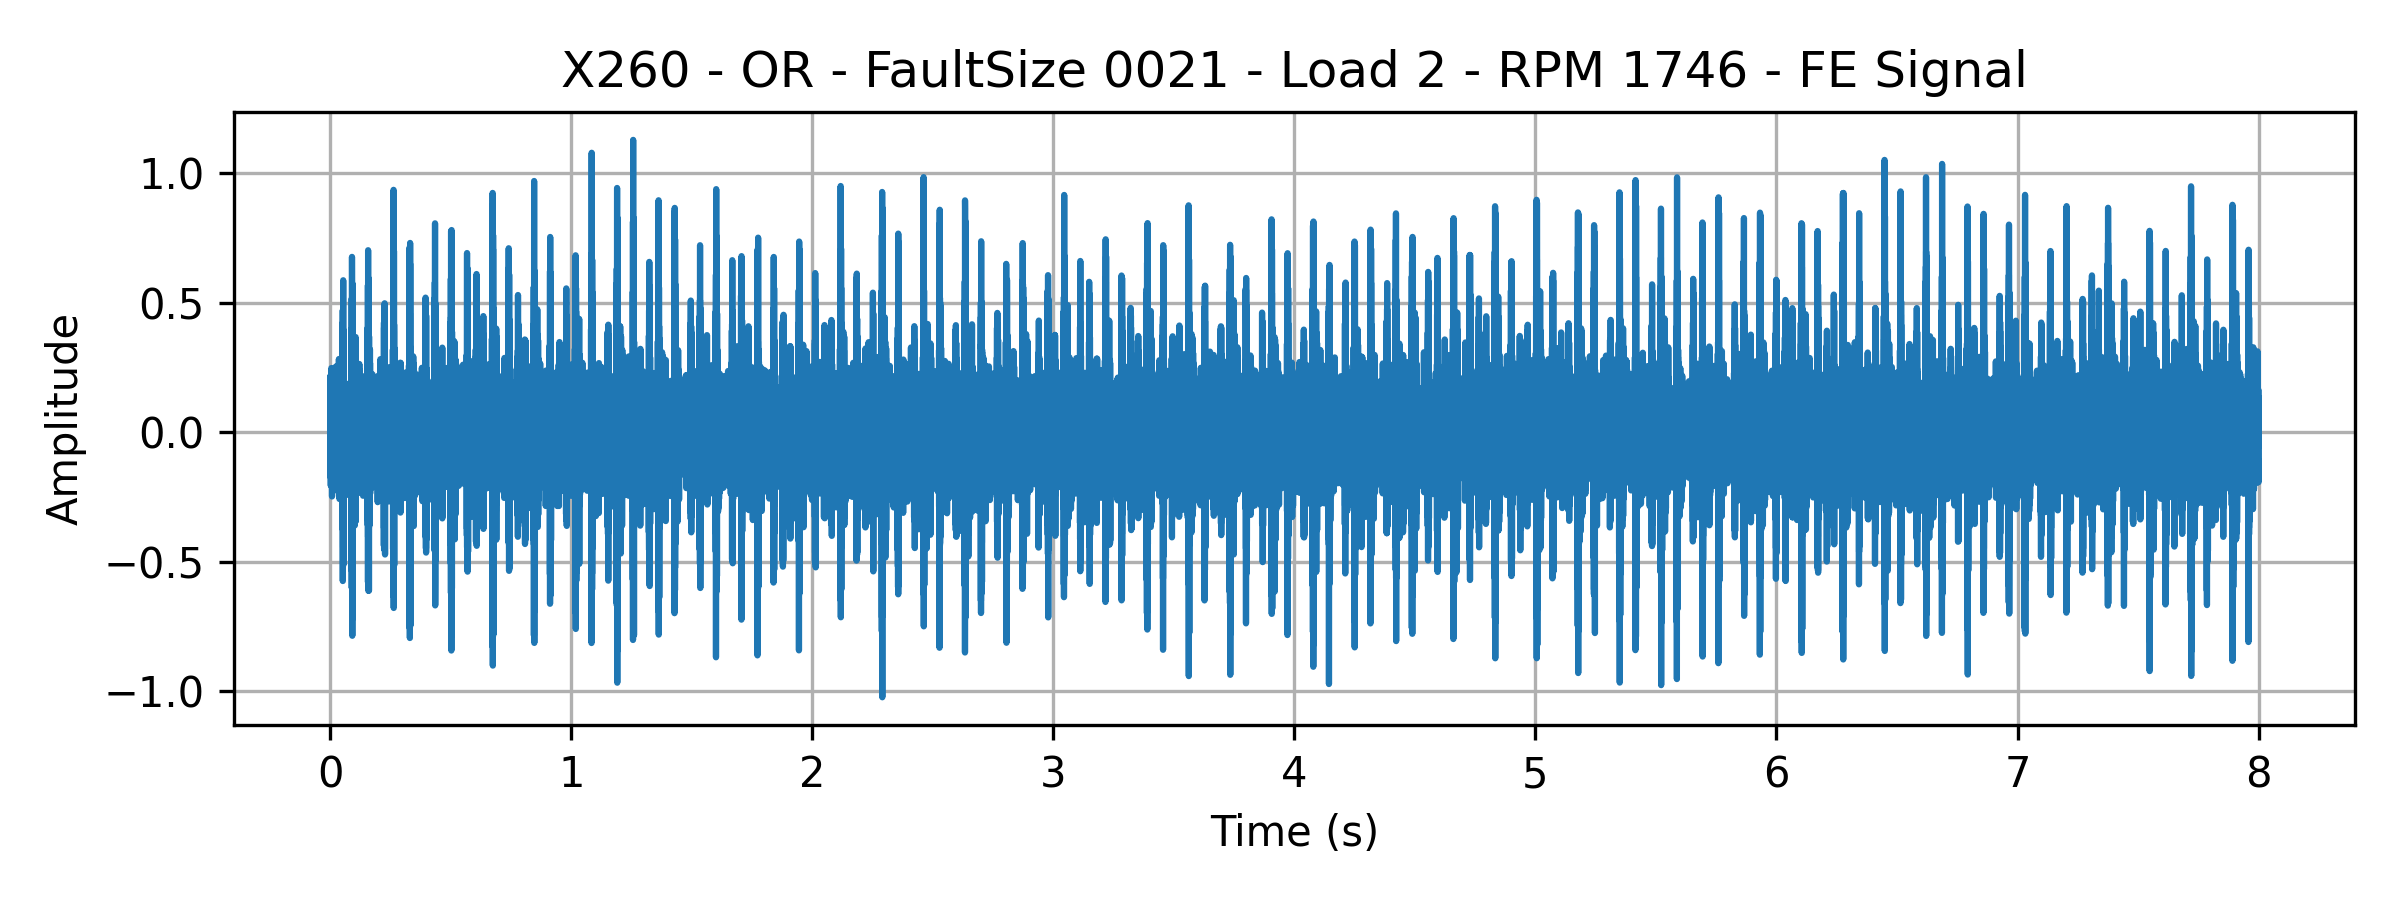 X260 - OR - FaultSize 0021 - Load 2 - RPM 1746 - FE Signal
Amplitude
1.0
0.5
0.0
−0.5
−1.0
0 1 2 3 4 5 6 7 8
Time (s)